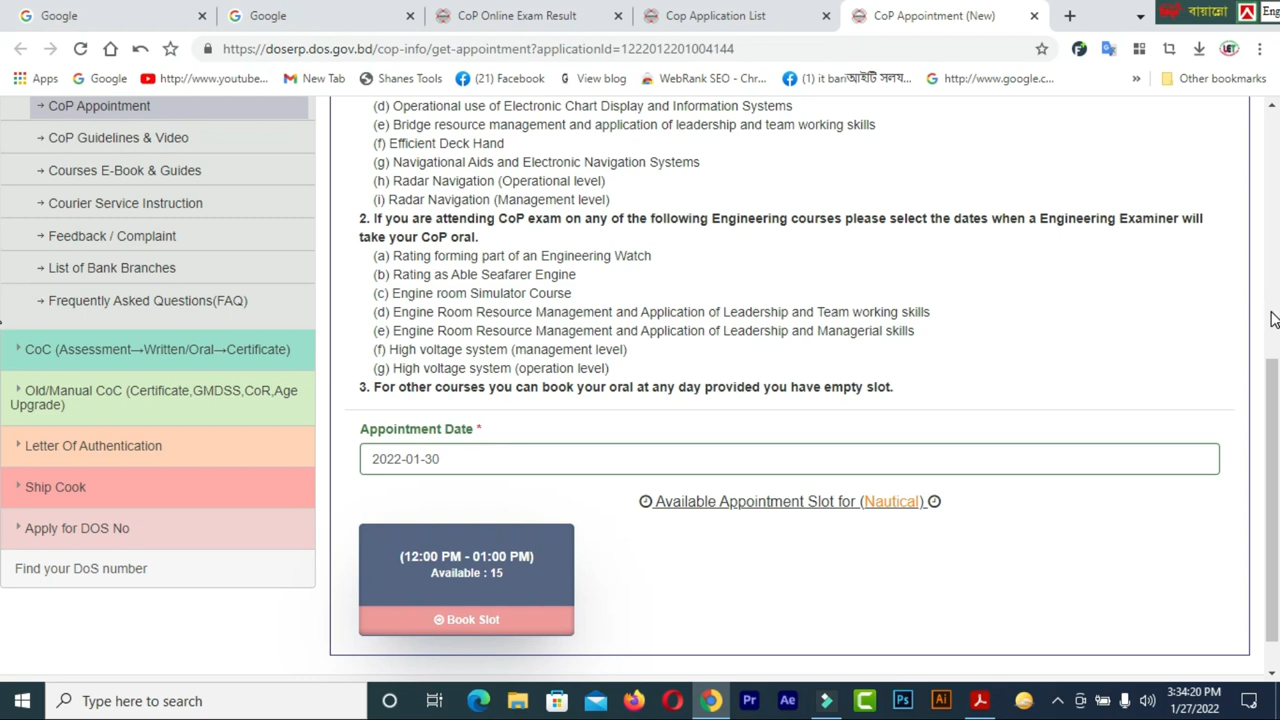 Google
Google
CoP Online Exam Result
Cop Application List
CoP Appointment (New)
বায়ান্নো
Eng
https://doserp.dos.gov.bd/cop-info/get-appointment?applicationId=1222012201004144
Apps
Google
http://www.youtube...
New Tab
Shanes Tools
(21) Facebook
View blog
WebRank SEO - Chr...
(1) it banআইটি সলয...
http://www.google.c...
»
Other bookmarks
→ CoP Appointment
→ CoP Guidelines & Video
→ Courses E-Book & Guides
→ Courier Service Instruction
→ Feedback / Complaint
→ List of Bank Branches
→ Frequently Asked Questions(FAQ)
CoC (Assessment→Written/Oral→Certificate)
Old/Manual CoC (Certificate,GMDSS,CoR,Age
Upgrade)
Letter Of Authentication
Ship Cook
Apply for DOS No
Find your DoS number
(d) Operational use of Electronic Chart Display and Information Systems
(e) Bridge resource management and application of leadership and team working skills
(f) Efficient Deck Hand
(g) Navigational Aids and Electronic Navigation Systems
(h) Radar Navigation (Operational level)
(i) Radar Navigation (Management level)
2. If you are attending CoP exam on any of the following Engineering courses please select the dates when a Engineering Examiner will
take your CoP oral.
(a) Rating forming part of an Engineering Watch
(b) Rating as Able Seafarer Engine
(c) Engine room Simulator Course
(d) Engine Room Resource Management and Application of Leadership and Team working skills
(e) Engine Room Resource Management and Application of Leadership and Managerial skills
(f) High voltage system (management level)
(g) High voltage system (operation level)
3. For other courses you can book your oral at any day provided you have empty slot.
Appointment Date *
2022-01-30
Available Appointment Slot for (Nautical)
(12:00 PM - 01:00 PM)
Available : 15
Book Slot
Type here to search
Pr
Ae
Ps
Ai
3:34:20 PM
1/27/2022